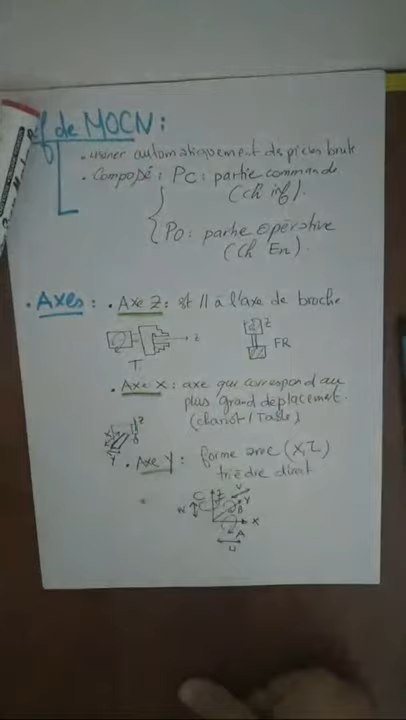 f de MOCN :
. usiner automatiquement des pièces brute
. Composé : PC : partie commande
(ch inf).
PO : partie opérative
(Ch En).
. Axes : . Axe Z : est // à l'axe de broche
Z
z
T.
FR
. Axe X : axe qui correspond au
plus grand déplacement.
(chariot / Table)
z
X
Y
. Axe Y : forme avec (X, Z)
trièdre direct
C Z V
W Y
B
X
A
U